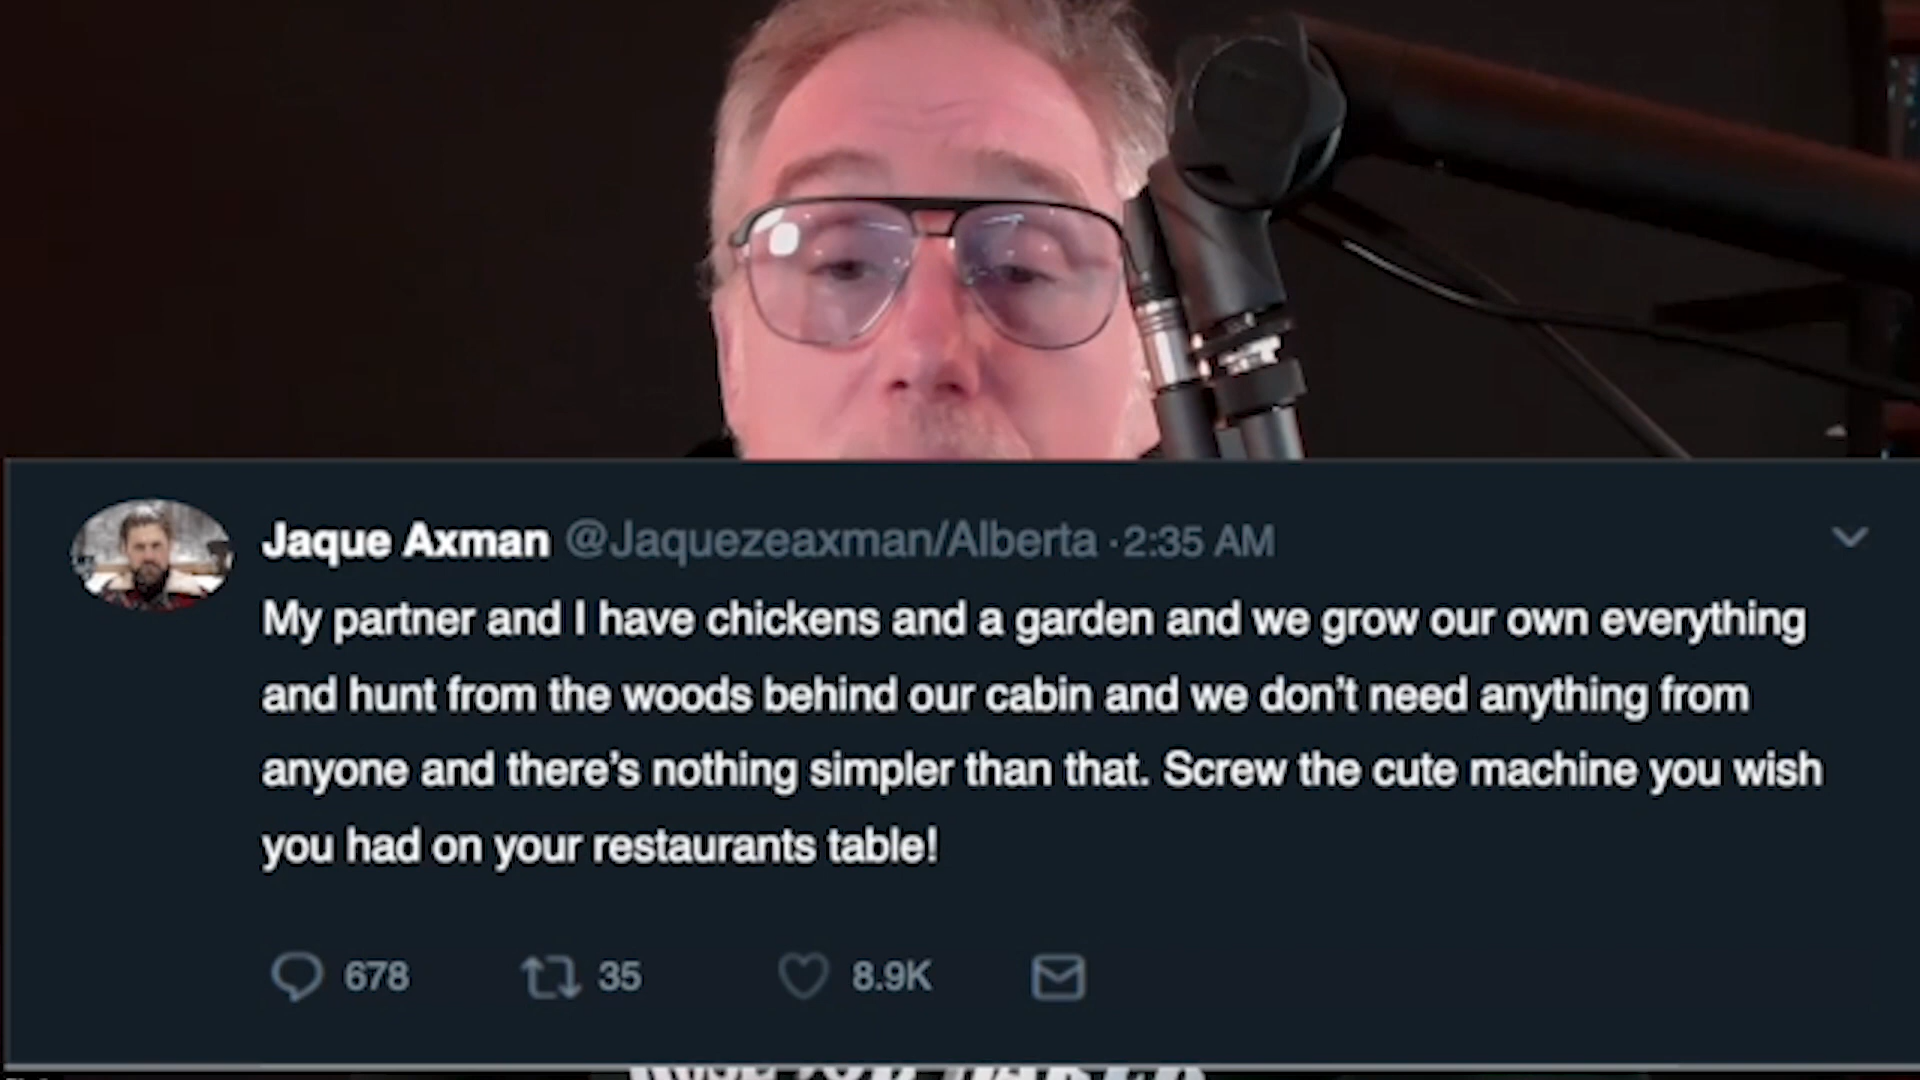 Jaque Axman @Jaquezeaxman/Alberta · 2:35 AM
My partner and I have chickens and a garden and we grow our own everything
and hunt from the woods behind our cabin and we don't need anything from
anyone and there's nothing simpler than that. Screw the cute machine you wish
you had on your restaurants table!
678 35 8.9K